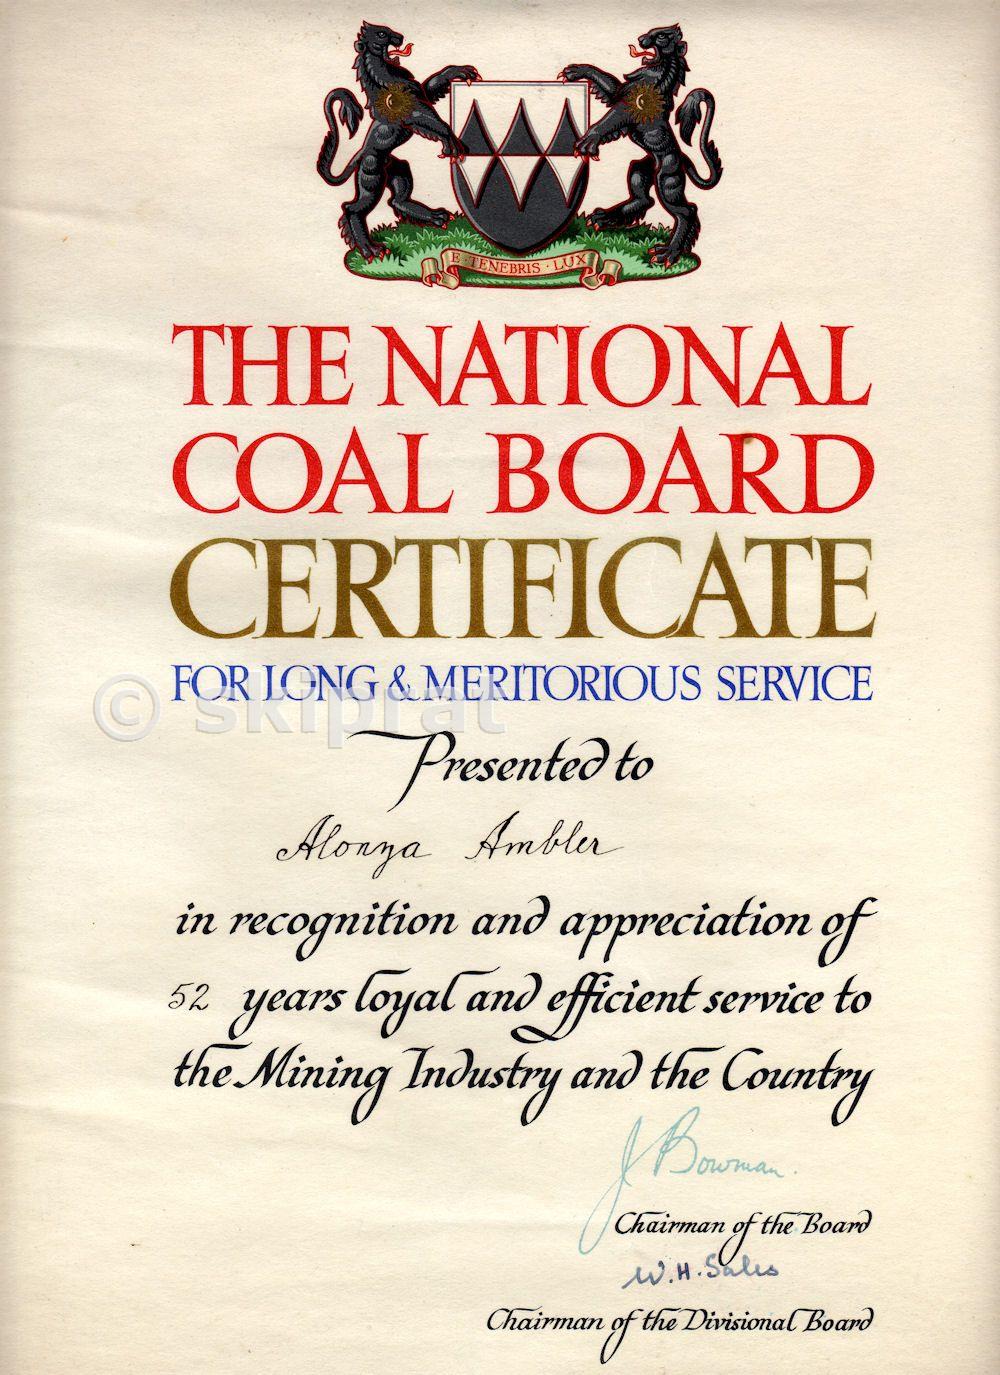 E · TENEBRIS · LUX
THE NATIONAL
COAL BOARD
CERTIFICATE
FOR LONG & MERITORIOUS SERVICE
© skiprat
Presented to
Alonza Ambler
in recognition and appreciation of
52 years loyal and efficient service to
the Mining Industry and the Country
J Bowman.
Chairman of the Board
W.H. Sales
Chairman of the Divisional Board